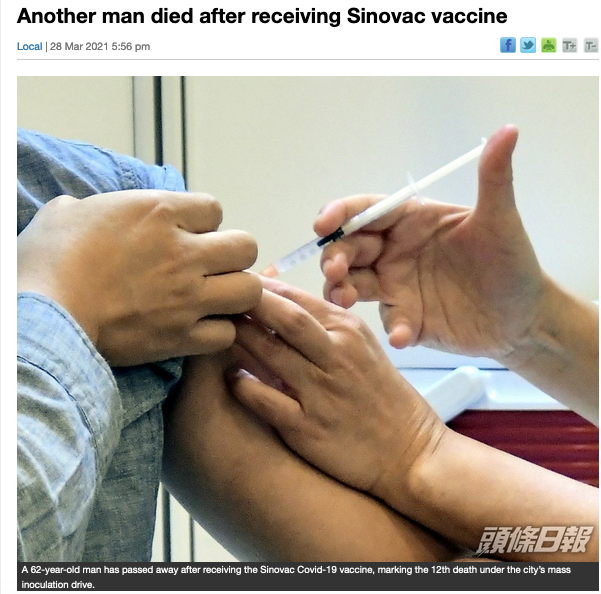 Another man died after receiving Sinovac vaccine
Local | 28 Mar 2021 5:56 pm
T+ T-
頭條日報
A 62-year-old man has passed away after receiving the Sinovac Covid-19 vaccine, marking the 12th death under the city's mass
inoculation drive.